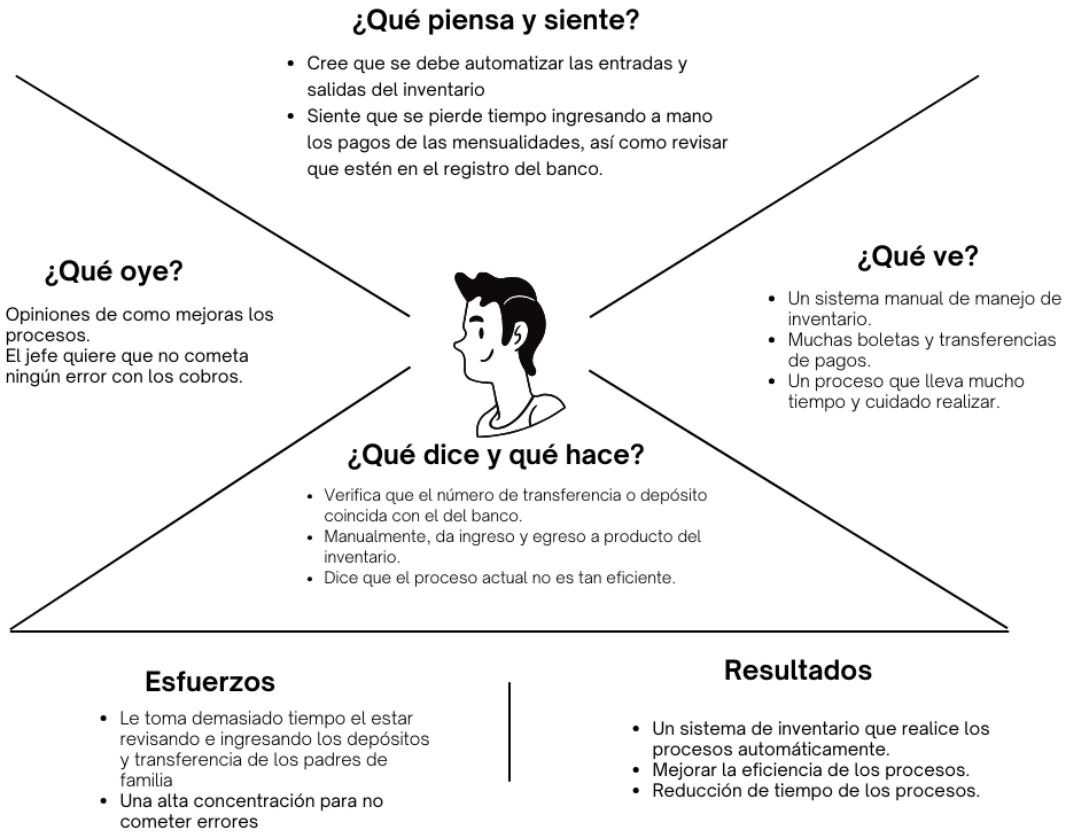 ¿Qué piensa y siente?
• Cree que se debe automatizar las entradas y
salidas del inventario
• Siente que se pierde tiempo ingresando a mano
los pagos de las mensualidades, así como revisar
que estén en el registro del banco.
¿Qué oye?
Opiniones de como mejoras los
procesos.
El jefe quiere que no cometa
ningún error con los cobros.
¿Qué ve?
• Un sistema manual de manejo de
inventario.
• Muchas boletas y transferencias
de pagos.
• Un proceso que lleva mucho
tiempo y cuidado realizar.
¿Qué dice y qué hace?
• Verifica que el número de transferencia o depósito
coincida con el del banco.
• Manualmente, da ingreso y egreso a producto del
inventario.
• Dice que el proceso actual no es tan eficiente.
Esfuerzos
• Le toma demasiado tiempo el estar
revisando e ingresando los depósitos
y transferencia de los padres de
familia
• Una alta concentración para no
cometer errores
Resultados
• Un sistema de inventario que realice los
procesos automáticamente.
• Mejorar la eficiencia de los procesos.
• Reducción de tiempo de los procesos.